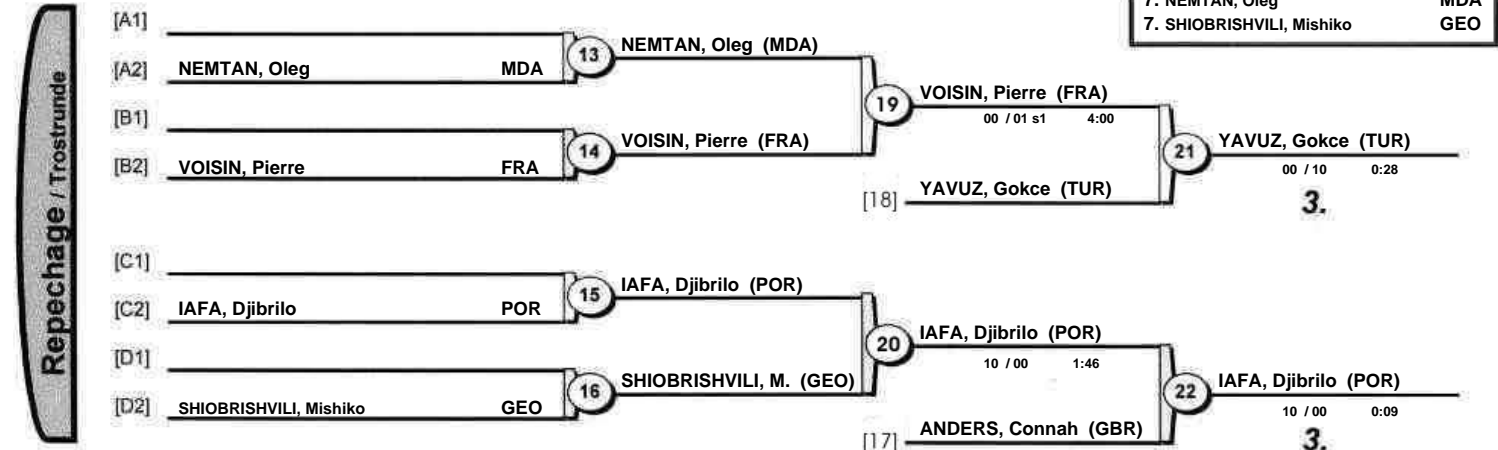 7. NEMTAN, Oleg MDA
7. SHIOBRISHVILI, Mishiko GEO
Repechage / Trostrunde
[A1]
[A2] NEMTAN, Oleg MDA
13 NEMTAN, Oleg (MDA)
[B1]
[B2] VOISIN, Pierre FRA
14 VOISIN, Pierre (FRA)
19 VOISIN, Pierre (FRA)
00 / 01 s1 4:00
[18] YAVUZ, Gokce (TUR)
21 YAVUZ, Gokce (TUR)
00 / 10 0:28
3.
[C1]
[C2] IAFA, Djibrilo POR
15 IAFA, Djibrilo (POR)
[D1]
[D2] SHIOBRISHVILI, Mishiko GEO
16 SHIOBRISHVILI, M. (GEO)
20 IAFA, Djibrilo (POR)
10 / 00 1:46
[17] ANDERS, Connah (GBR)
22 IAFA, Djibrilo (POR)
10 / 00 0:09
3.